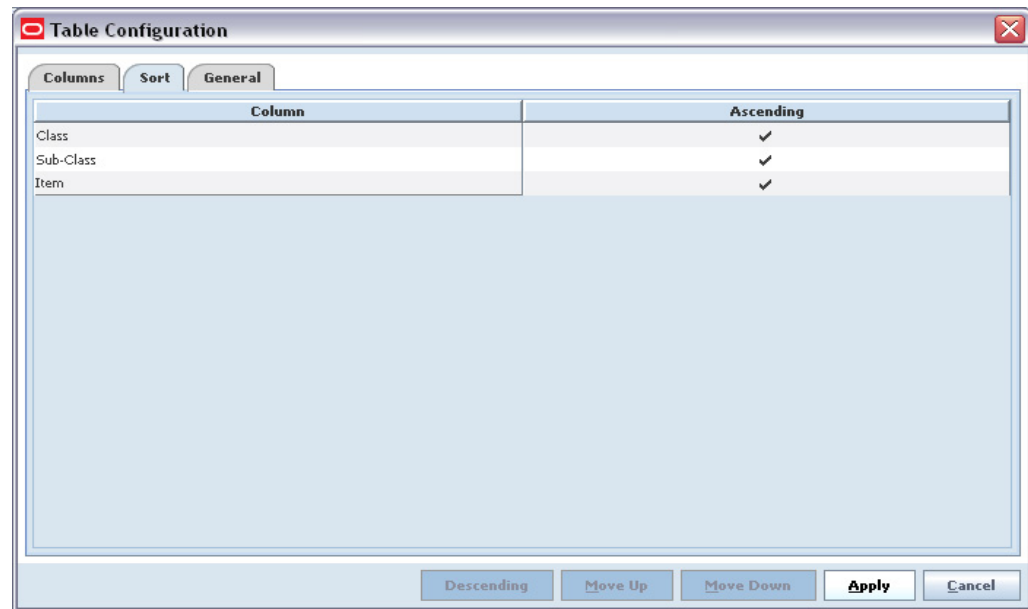 Table Configuration
Columns Sort General
Column Ascending
Class
Sub-Class
Item
Descending Move Up Move Down Apply Cancel